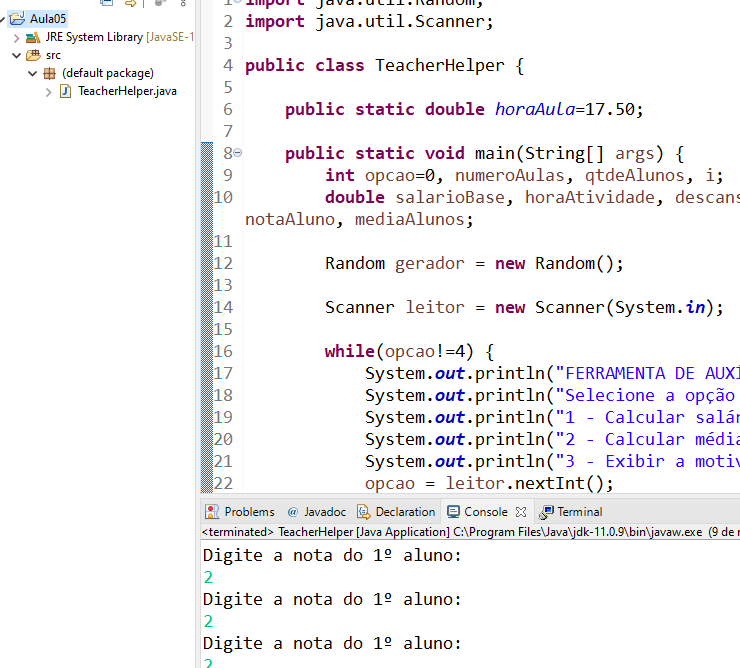 Aula05
JRE System Library [JavaSE-1
src
(default package)
TeacherHelper.java
1 import java.util.Random;
2 import java.util.Scanner;
3
4 public class TeacherHelper {
5
6 public static double horaAula=17.50;
7
8 public static void main(String[] args) {
9 int opcao=0, numeroAulas, qtdeAlunos, i;
10 double salarioBase, horaAtividade, descans
notaAluno, mediaAlunos;
11
12 Random gerador = new Random();
13
14 Scanner leitor = new Scanner(System.in);
15
16 while(opcao!=4) {
17 System.out.println("FERRAMENTA DE AUXÍ
18 System.out.println("Selecione a opção
19 System.out.println("1 - Calcular salár
20 System.out.println("2 - Calcular média
21 System.out.println("3 - Exibir a motiv
22 opcao = leitor.nextInt();
Problems @ Javadoc Declaration Console Terminal
<terminated> TeacherHelper [Java Application] C:\Program Files\Java\jdk-11.0.9\bin\javaw.exe (9 de n
Digite a nota do 1º aluno:
2
Digite a nota do 1º aluno:
2
Digite a nota do 1º aluno:
2